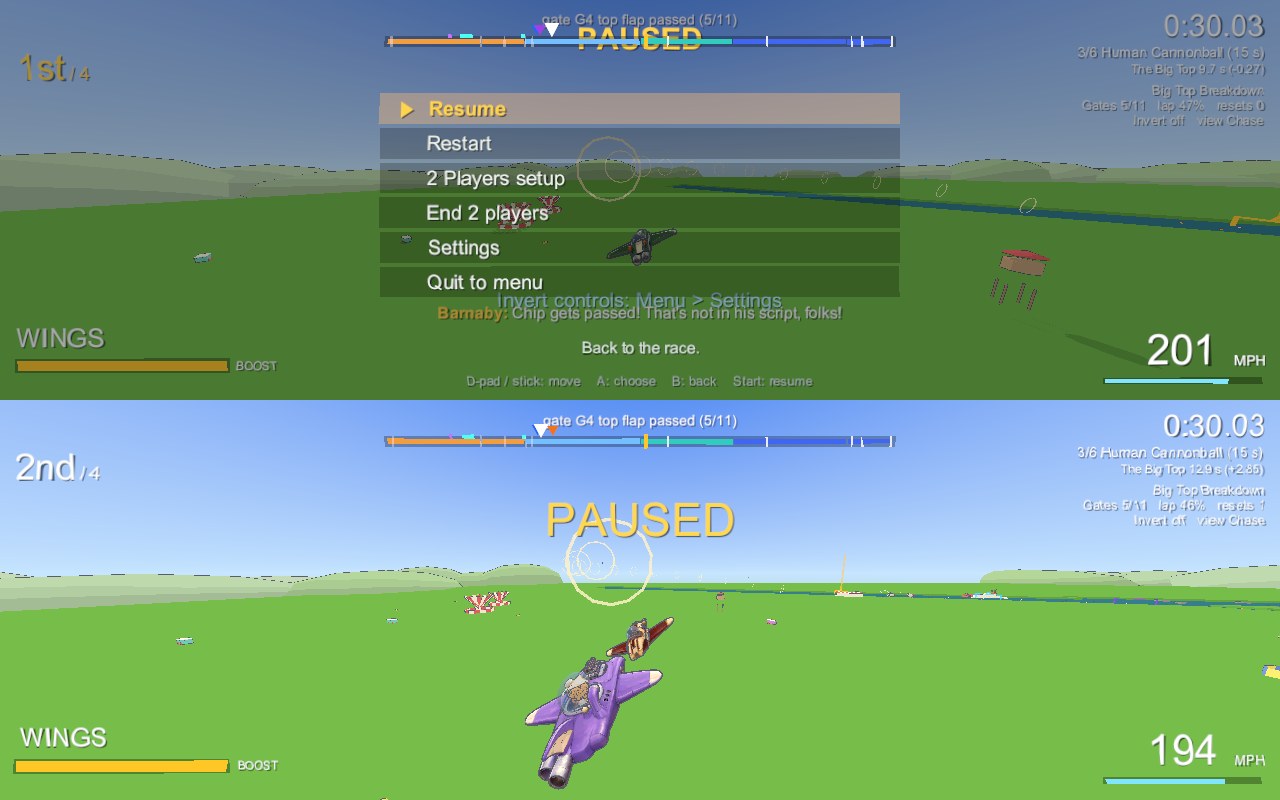 gate G4 top flap passed (5/11)
PAUSED
0:30.03
1st / 4
3/6 Human Cannonball (15 s)
The Big Top 9.7 s (-0.27)
Big Top Breakdown
Gates 5/11 lap 47% resets 0
Invert off view Chase
Resume
Restart
2 Players setup
End 2 players
Settings
Quit to menu
Invert controls: Menu > Settings
Barnaby: Chip gets passed! That's not in his script, folks!
WINGS
BOOST
Back to the race.
201 MPH
D-pad / stick: move A: choose B: back Start: resume
gate G4 top flap passed (5/11)
0:30.03
2nd / 4
3/6 Human Cannonball (15 s)
The Big Top 12.9 s (+2.85)
Big Top Breakdown
Gates 5/11 lap 46% resets 1
Invert off view Chase
PAUSED
WINGS
BOOST
194 MPH